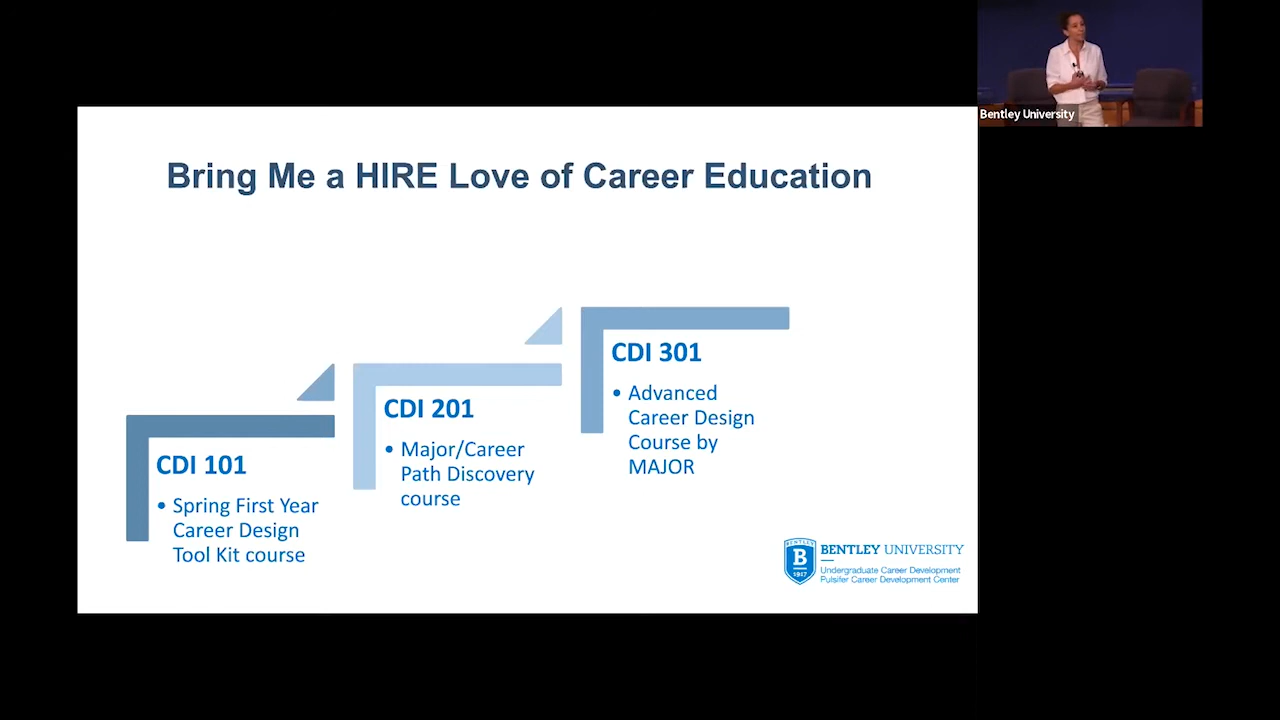 Bentley University
Bring Me a HIRE Love of Career Education
CDI 101
• Spring First Year
Career Design
Tool Kit course
CDI 201
• Major/Career
Path Discovery
course
CDI 301
• Advanced
Career Design
Course by
MAJOR
BENTLEY
B
1917
BENTLEY UNIVERSITY
Undergraduate Career Development
Pulsifer Career Development Center